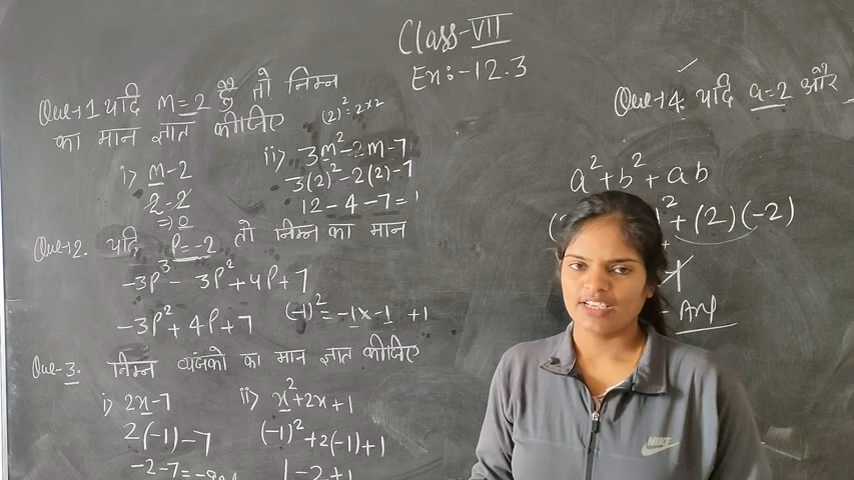 Class-VII
Ex:-12.3
Que-1 यदि m=2 है तो निम्न
का मान ज्ञात कीजिए
(2)²=2×2
i) m-2
2-2
=>0
ii) 3m²-2m-7
3(2)²-2(2)-7
12-4-7=1
Que-2. यदि P=-2 तो निम्न का मान
-3P³-3P²+4P+7
-3P²+4P+7
(-1)²=-1×-1 +1
Que-3. निम्न व्यंजको का मान ज्ञात कीजिए
i) 2x-7
2(-1)-7
-2-7=-9
ii) x²+2x+1
(-1)²+2(-1)+1
1-2+1
Que-4. यदि a=2 और
a²+b²+ab
²+(2)(-2)
Ans
NIKE